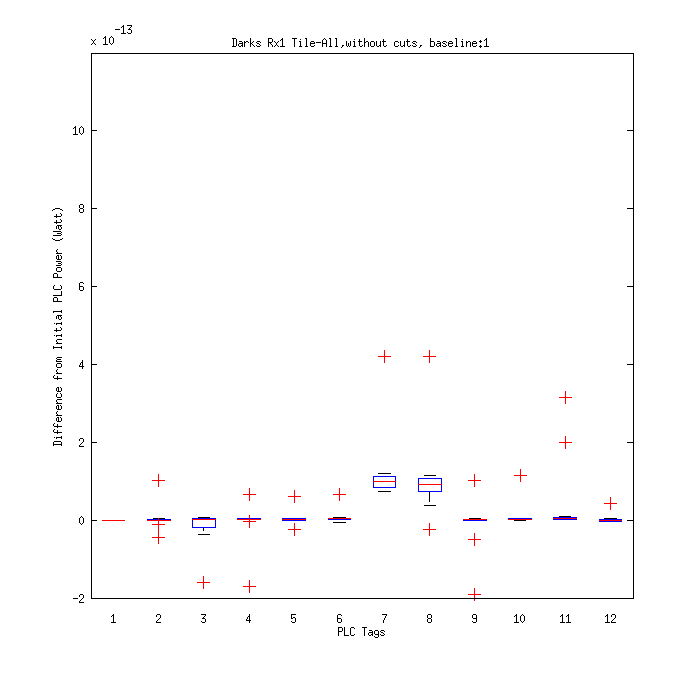 x 10-13
Darks Rx1 Tile-All,without cuts, baseline:1
Difference from Initial PLC Power (Watt)
10
8
6
4
2
0
-2
1 2 3 4 5 6 7 8 9 10 11 12
PLC Tags